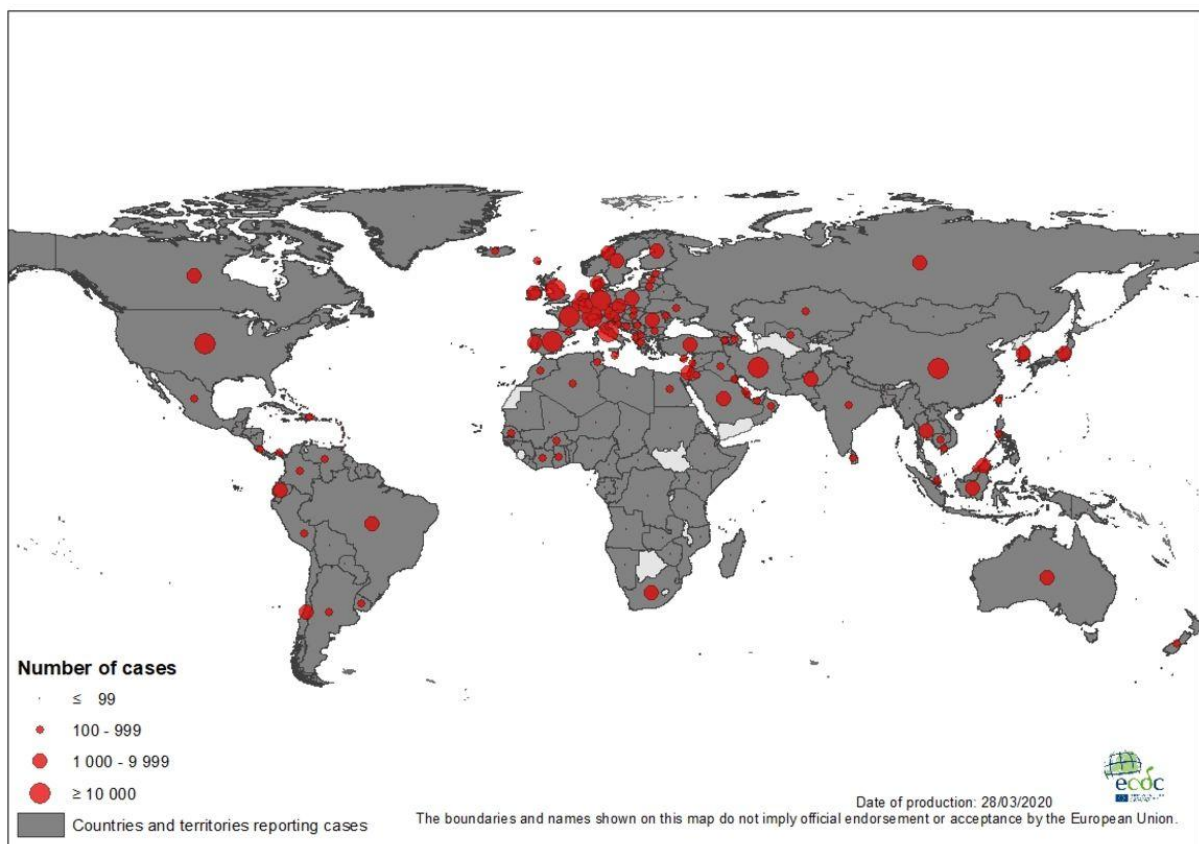 Number of cases
≤ 99
100 - 999
1 000 - 9 999
≥ 10 000
Countries and territories reporting cases
ecdc
Date of production: 28/03/2020
The boundaries and names shown on this map do not imply official endorsement or acceptance by the European Union.